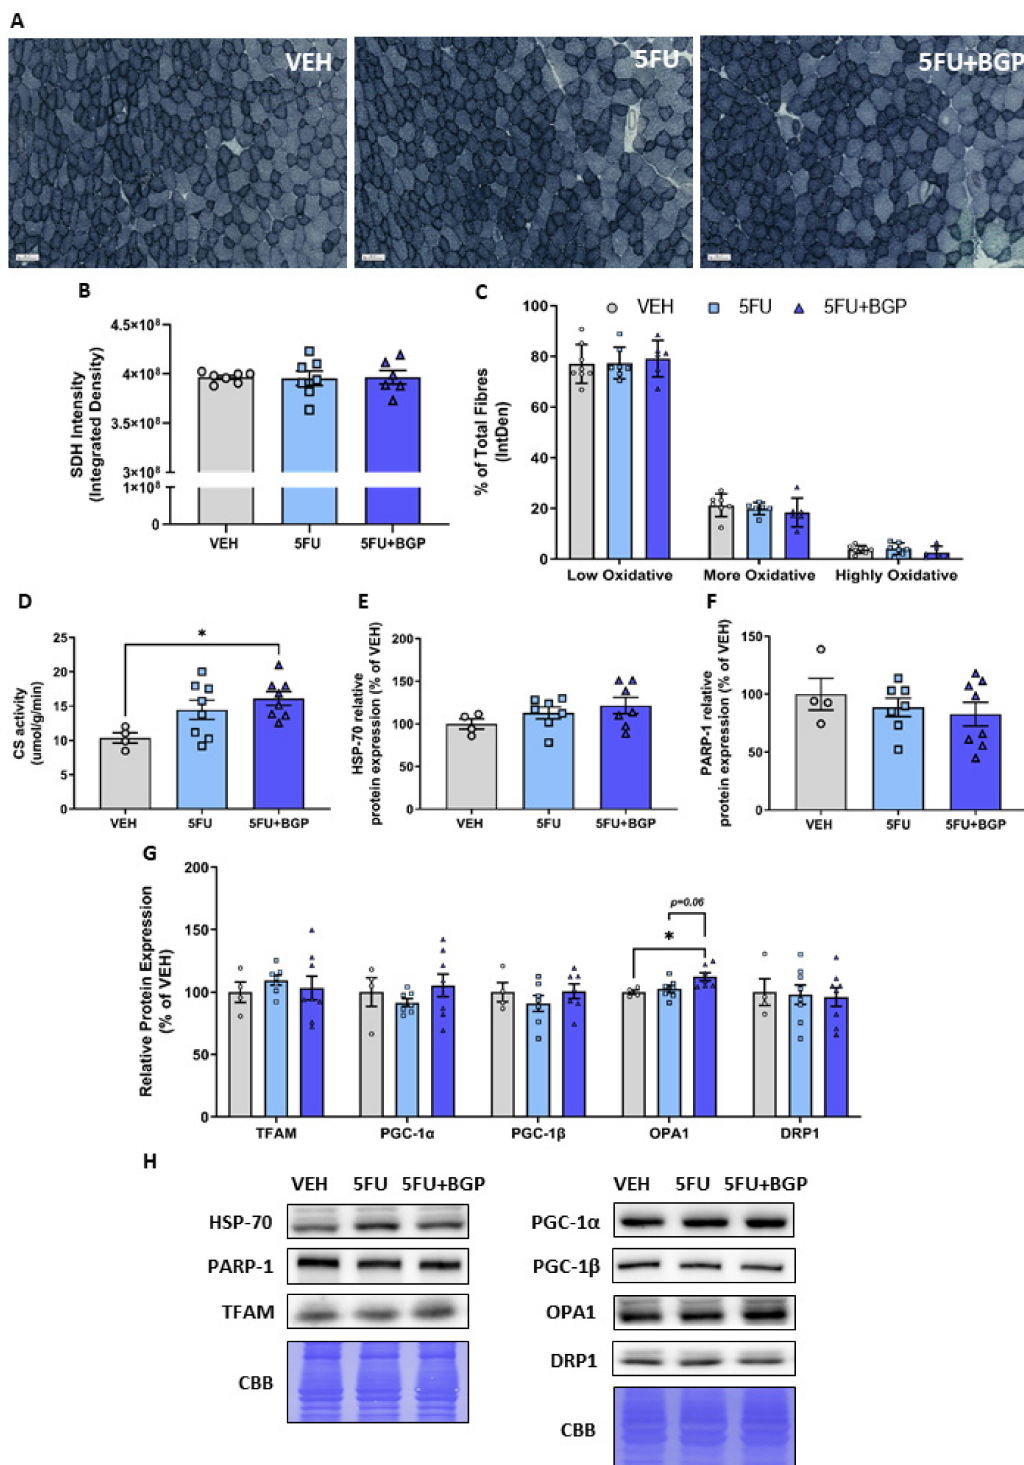 A
VEH
5FU
5FU+BGP
B
SDH Intensity
(Integrated Density)
4.5×10⁸
4×10⁸
3.5×10⁸
3×10⁸
1×10⁸
0
VEH
5FU
5FU+BGP
C
VEH
5FU
5FU+BGP
% of Total Fibres
(IntDen)
100
80
60
40
20
0
Low Oxidative
More Oxidative
Highly Oxidative
D
CS activity
(umol/g/min)
25
20
15
10
5
0
*
VEH
5FU
5FU+BGP
E
HSP-70 relative
protein expression (% of VEH)
200
150
100
50
0
VEH
5FU
5FU+BGP
F
PARP-1 relative
protein expression (% of VEH)
150
100
50
0
VEH
5FU
5FU+BGP
G
Relative Protein Expression
(% of VEH)
200
150
100
50
0
p=0.06
*
TFAM
PGC-1α
PGC-1β
OPA1
DRP1
H
VEH 5FU 5FU+BGP
HSP-70
PARP-1
TFAM
CBB
VEH 5FU 5FU+BGP
PGC-1α
PGC-1β
OPA1
DRP1
CBB